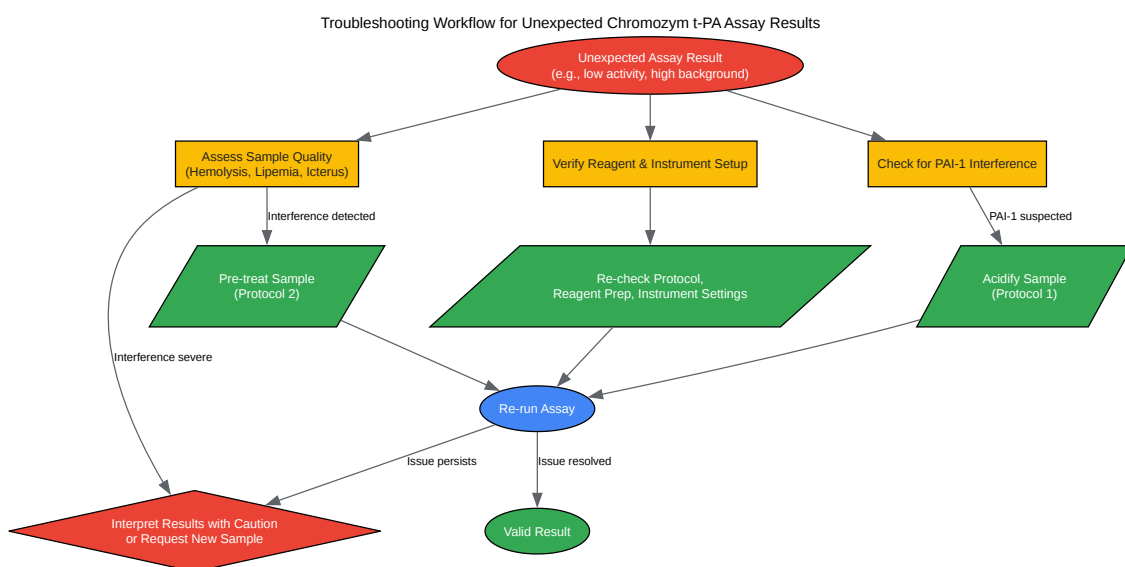 Troubleshooting Workflow for Unexpected Chromozym t-PA Assay Results
Unexpected Assay Result
(e.g., low activity, high background)
Assess Sample Quality
(Hemolysis, Lipemia, Icterus)
Verify Reagent & Instrument Setup
Check for PAI-1 Interference
Interference detected
PAI-1 suspected
Pre-treat Sample
(Protocol 2)
Re-check Protocol,
Reagent Prep, Instrument Settings
Acidify Sample
(Protocol 1)
Interference severe
Re-run Assay
Issue persists
Issue resolved
Interpret Results with Caution
or Request New Sample
Valid Result